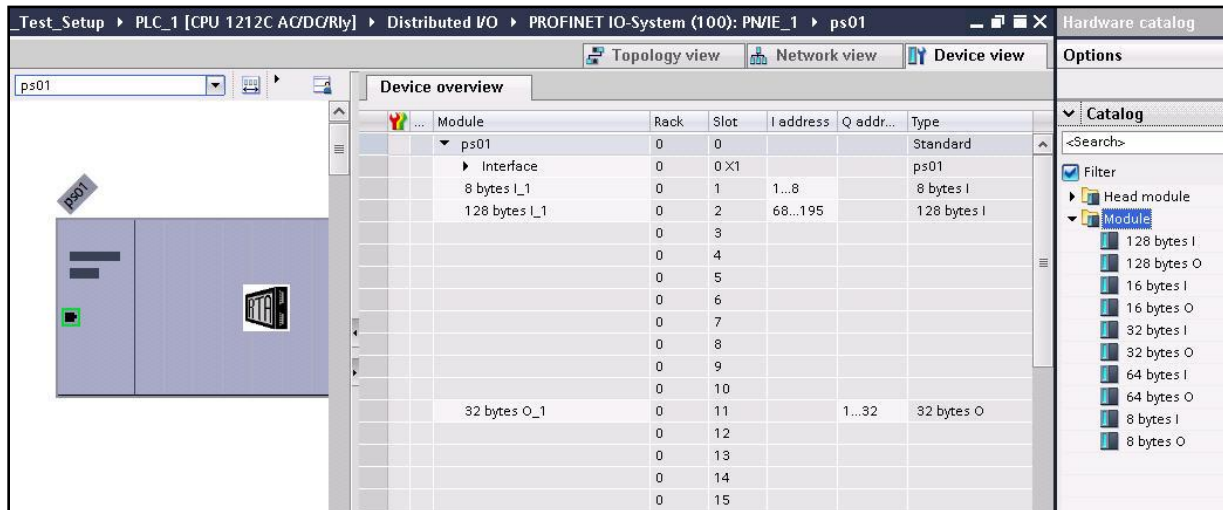 _Test_Setup ▸ PLC_1 [CPU 1212C AC/DC/Rly] ▸ Distributed I/O ▸ PROFINET IO-System (100): PN/IE_1 ▸ ps01
Hardware catalog
Topology view Network view Device view
Options
ps01
Device overview
... Module Rack Slot I address Q addr... Type
ps01 0 0 Standard
Interface 0 0 X1 ps01
8 bytes I_1 0 1 1...8 8 bytes I
128 bytes I_1 0 2 68...195 128 bytes I
0 3
0 4
0 5
0 6
0 7
0 8
0 9
0 10
32 bytes O_1 0 11 1...32 32 bytes O
0 12
0 13
0 14
0 15
ps01
RTA
Catalog
<Search>
Filter
Head module
Module
128 bytes I
128 bytes O
16 bytes I
16 bytes O
32 bytes I
32 bytes O
64 bytes I
64 bytes O
8 bytes I
8 bytes O